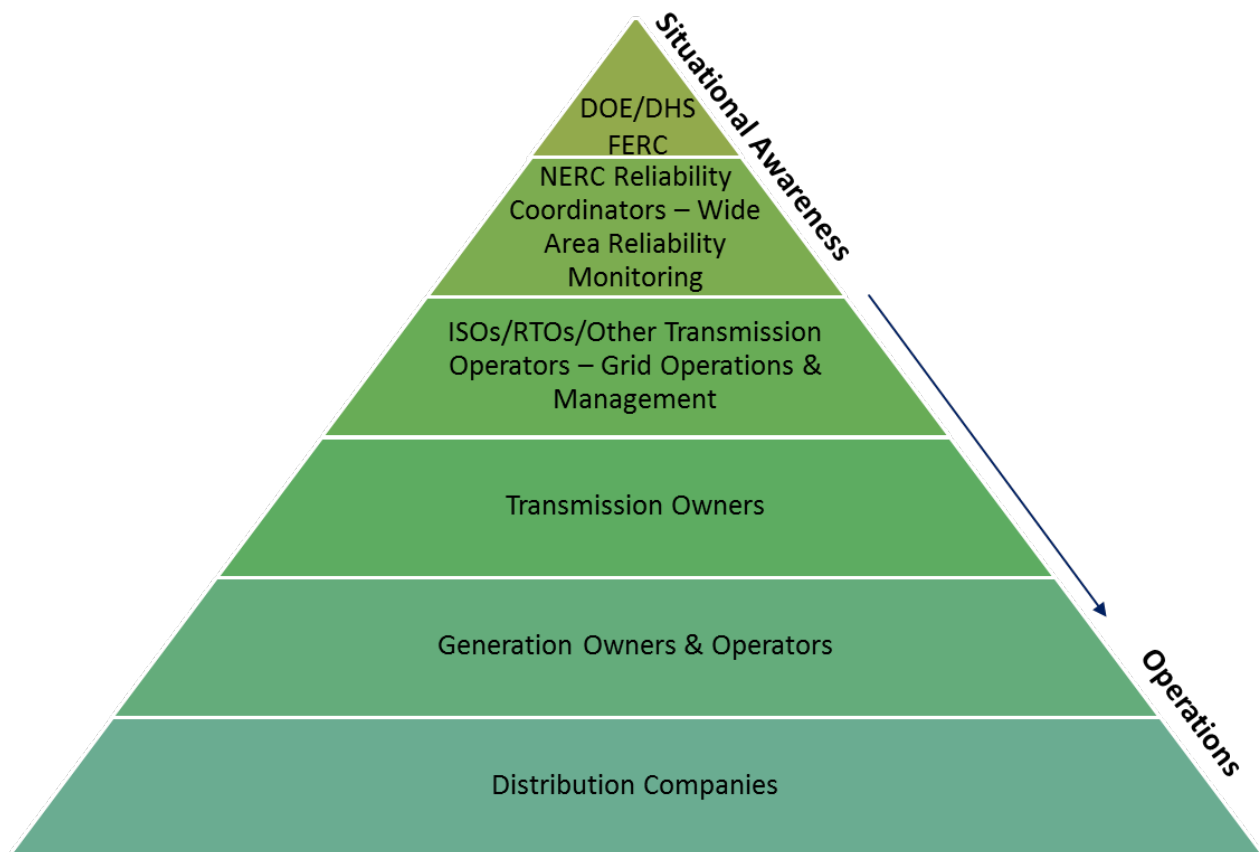 Situational Awareness
DOE/DHS
FERC
NERC Reliability
Coordinators – Wide
Area Reliability
Monitoring
ISOs/RTOs/Other Transmission
Operators – Grid Operations &
Management
Transmission Owners
Generation Owners & Operators
Operations
Distribution Companies